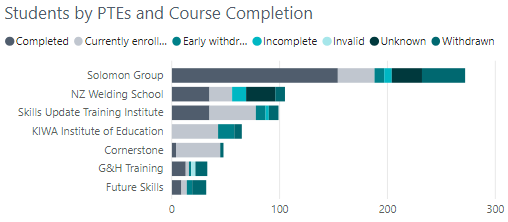 Students by PTEs and Course Completion
Completed Currently enroll... Early withdr... Incomplete Invalid Unknown Withdrawn
Solomon Group
NZ Welding School
Skills Update Training Institute
KIWA Institute of Education
Cornerstone
G&H Training
Future Skills
0 100 200 300